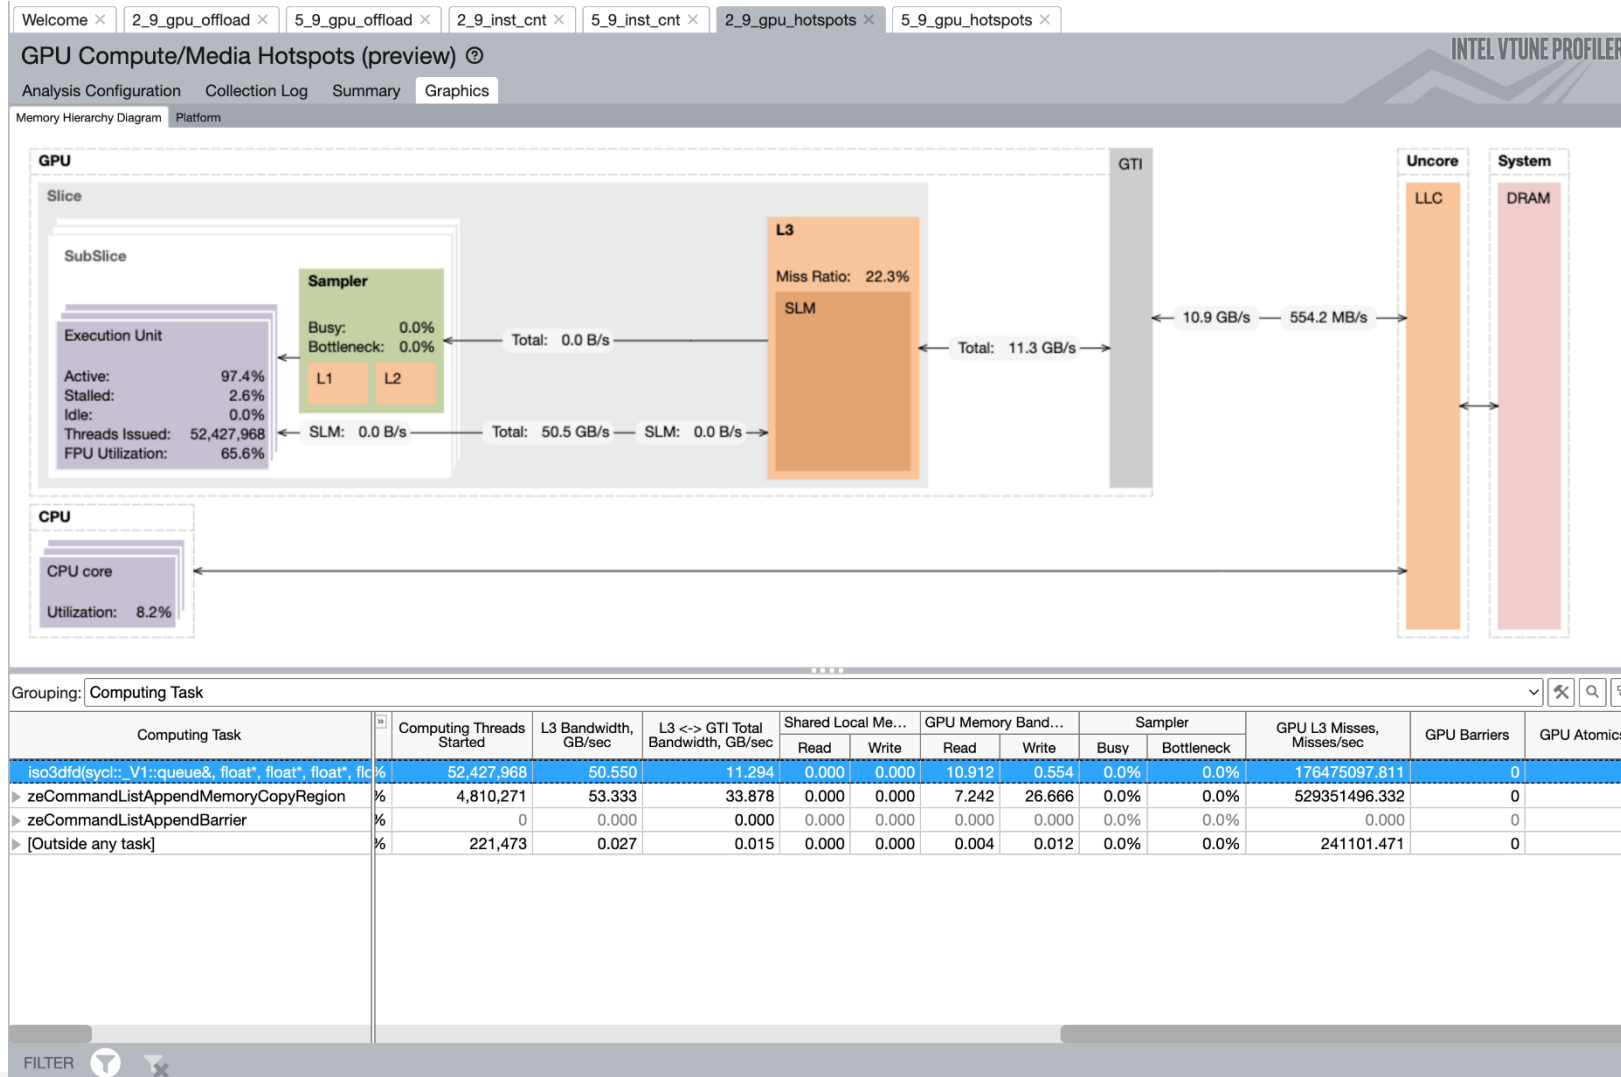 Welcome 2_9_gpu_offload 5_9_gpu_offload 2_9_inst_cnt 5_9_inst_cnt 2_9_gpu_hotspots 5_9_gpu_hotspots
GPU Compute/Media Hotspots (preview)
INTEL VTUNE PROFILER
Analysis Configuration Collection Log Summary Graphics
Memory Hierarchy Diagram Platform
GPU
GTI
Uncore
System
Slice
LLC
DRAM
SubSlice
L3
Miss Ratio: 22.3%
SLM
Sampler
Busy: 0.0%
Bottleneck: 0.0%
L1 L2
Execution Unit
Active: 97.4%
Stalled: 2.6%
Idle: 0.0%
Threads Issued: 52,427,968
FPU Utilization: 65.6%
Total: 0.0 B/s
SLM: 0.0 B/s Total: 50.5 GB/s SLM: 0.0 B/s
Total: 11.3 GB/s
10.9 GB/s 554.2 MB/s
CPU
CPU core
Utilization: 8.2%
Grouping: Computing Task
Computing Task » Computing Threads Started L3 Bandwidth, GB/sec L3 <-> GTI Total Bandwidth, GB/sec Shared Local Me... GPU Memory Band... Sampler GPU L3 Misses, Misses/sec GPU Barriers GPU Atomics
Read Write Read Write Busy Bottleneck
iso3dfd(sycl::_V1::queue&, float*, float*, float*, flo % 52,427,968 50.550 11.294 0.000 0.000 10.912 0.554 0.0% 0.0% 176475097.811 0
zeCommandListAppendMemoryCopyRegion % 4,810,271 53.333 33.878 0.000 0.000 7.242 26.666 0.0% 0.0% 529351496.332 0
zeCommandListAppendBarrier % 0 0.000 0.000 0.000 0.000 0.000 0.000 0.0% 0.0% 0.000 0
[Outside any task] % 221,473 0.027 0.015 0.000 0.000 0.004 0.012 0.0% 0.0% 241101.471 0
FILTER